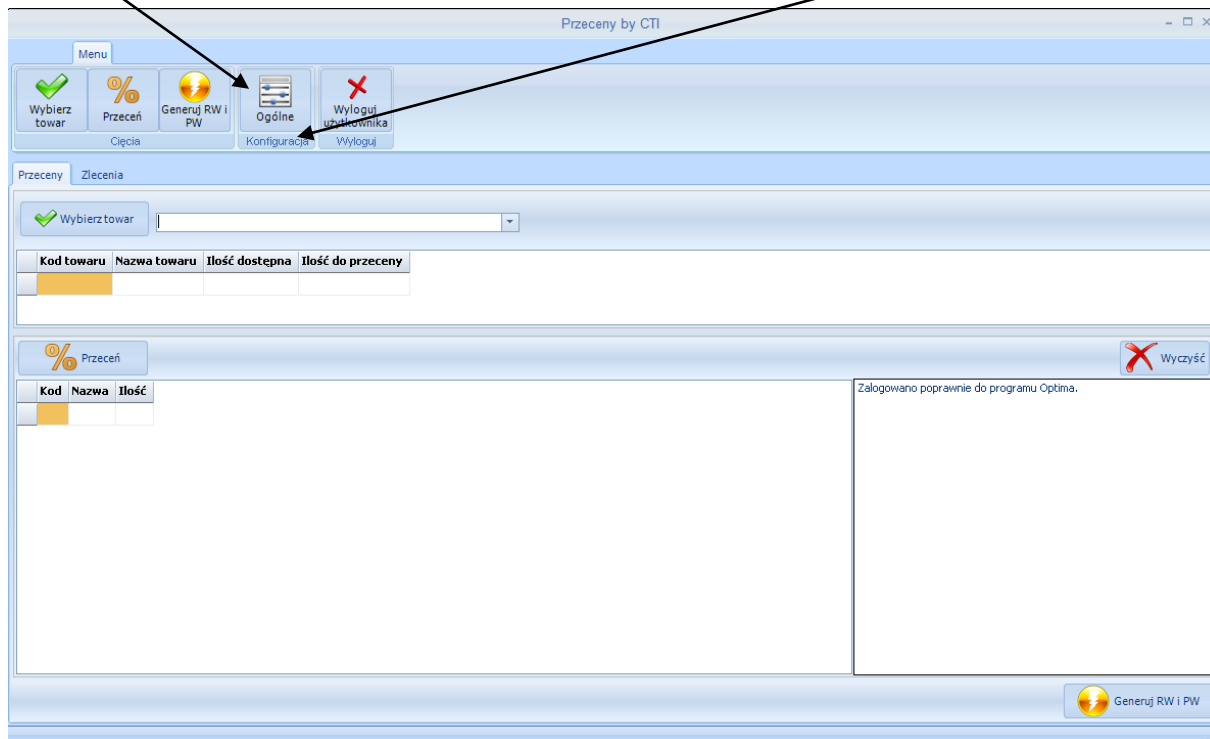 Przeceny by CTI
Menu
Wybierz
towar
Przeceń
Generuj RW i
PW
Ogólne
Wyloguj
użytkownika
Cięcia
Konfiguracja
Wyloguj
Przeceny Zlecenia
Wybierz towar
Kod towaru Nazwa towaru Ilość dostępna Ilość do przeceny
Przeceń
Wyczyść
Kod Nazwa Ilość
Zalogowano poprawnie do programu Optima.
Generuj RW i PW